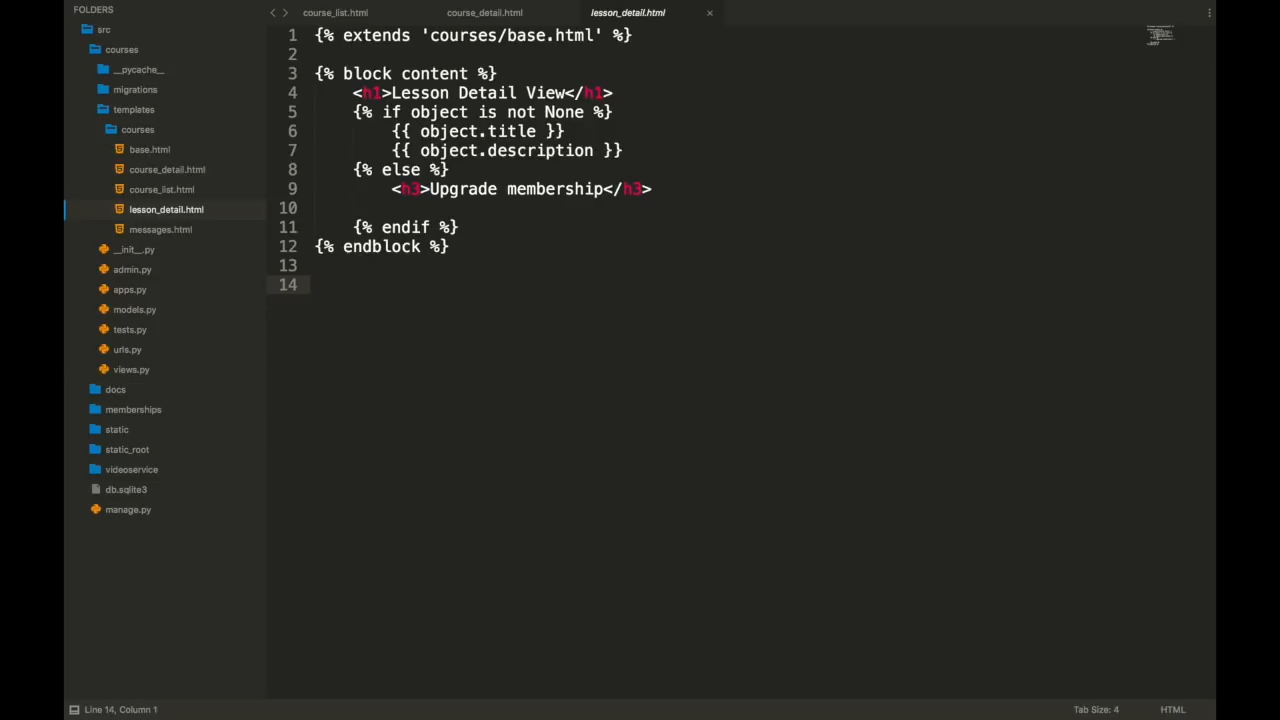 FOLDERS
src
courses
__pycache__
migrations
templates
courses
base.html
course_detail.html
course_list.html
lesson_detail.html
messages.html
__init__.py
admin.py
apps.py
models.py
tests.py
urls.py
views.py
docs
memberships
static
static_root
videoservice
db.sqlite3
manage.py
course_list.html course_detail.html lesson_detail.html ×
1 {% extends 'courses/base.html' %}
2
3 {% block content %}
4 <h1>Lesson Detail View</h1>
5 {% if object is not None %}
6 {{ object.title }}
7 {{ object.description }}
8 {% else %}
9 <h3>Upgrade membership</h3>
10
11 {% endif %}
12 {% endblock %}
13
14
Line 14, Column 1 Tab Size: 4 HTML